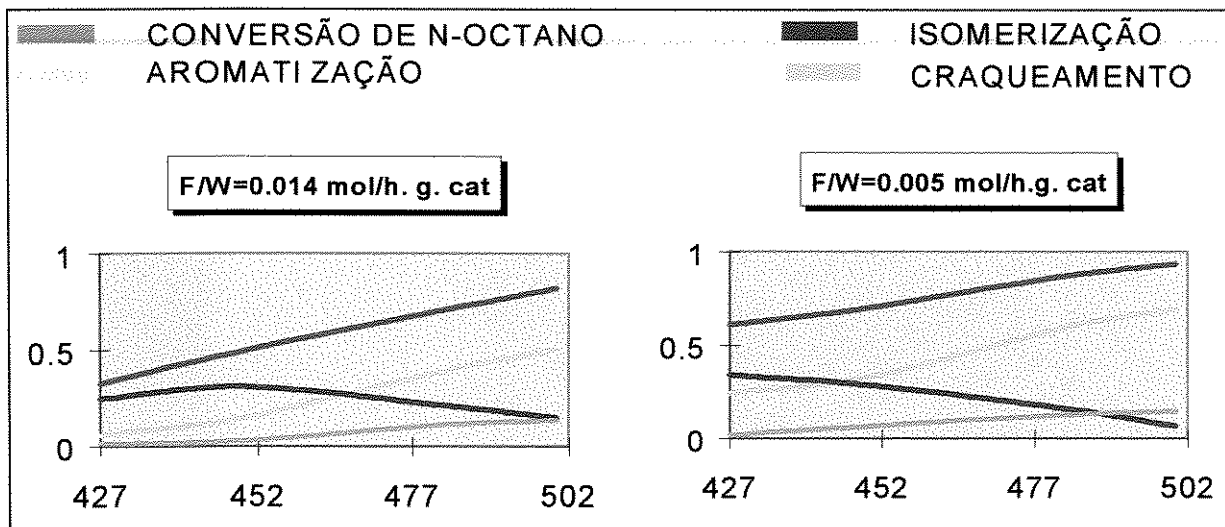 CONVERSÃO DE N-OCTANO
ISOMERIZAÇÃO
AROMATI ZAÇÃO
CRAQUEAMENTO
F/W=0.014 mol/h. g. cat
F/W=0.005 mol/h.g. cat
1
0.5
0
427 452 477 502
1
0.5
0
427 452 477 502